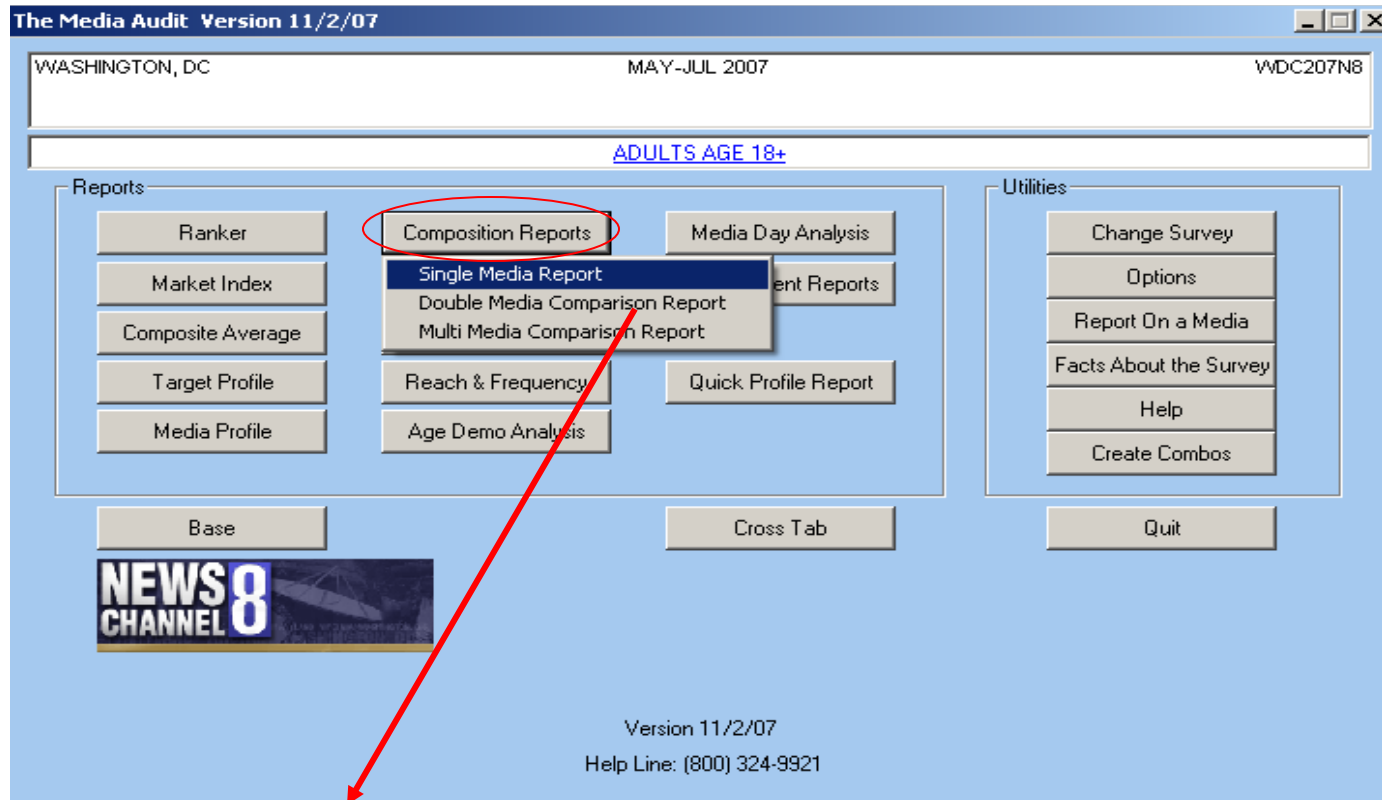 The Media Audit Version 11/2/07
WASHINGTON, DC MAY-JUL 2007 WDC207N8
ADULTS AGE 18+
Reports Utilities
Ranker Composition Reports Media Day Analysis Change Survey
Market Index Single Media Report ent Reports Options
Double Media Comparison Report
Composite Average Multi Media Comparison Report Report On a Media
Target Profile Reach & Frequency Quick Profile Report Facts About the Survey
Media Profile Age Demo Analysis Help
Create Combos
Base Cross Tab Quit
NEWS
CHANNEL 8
Version 11/2/07
Help Line: (800) 324-9921